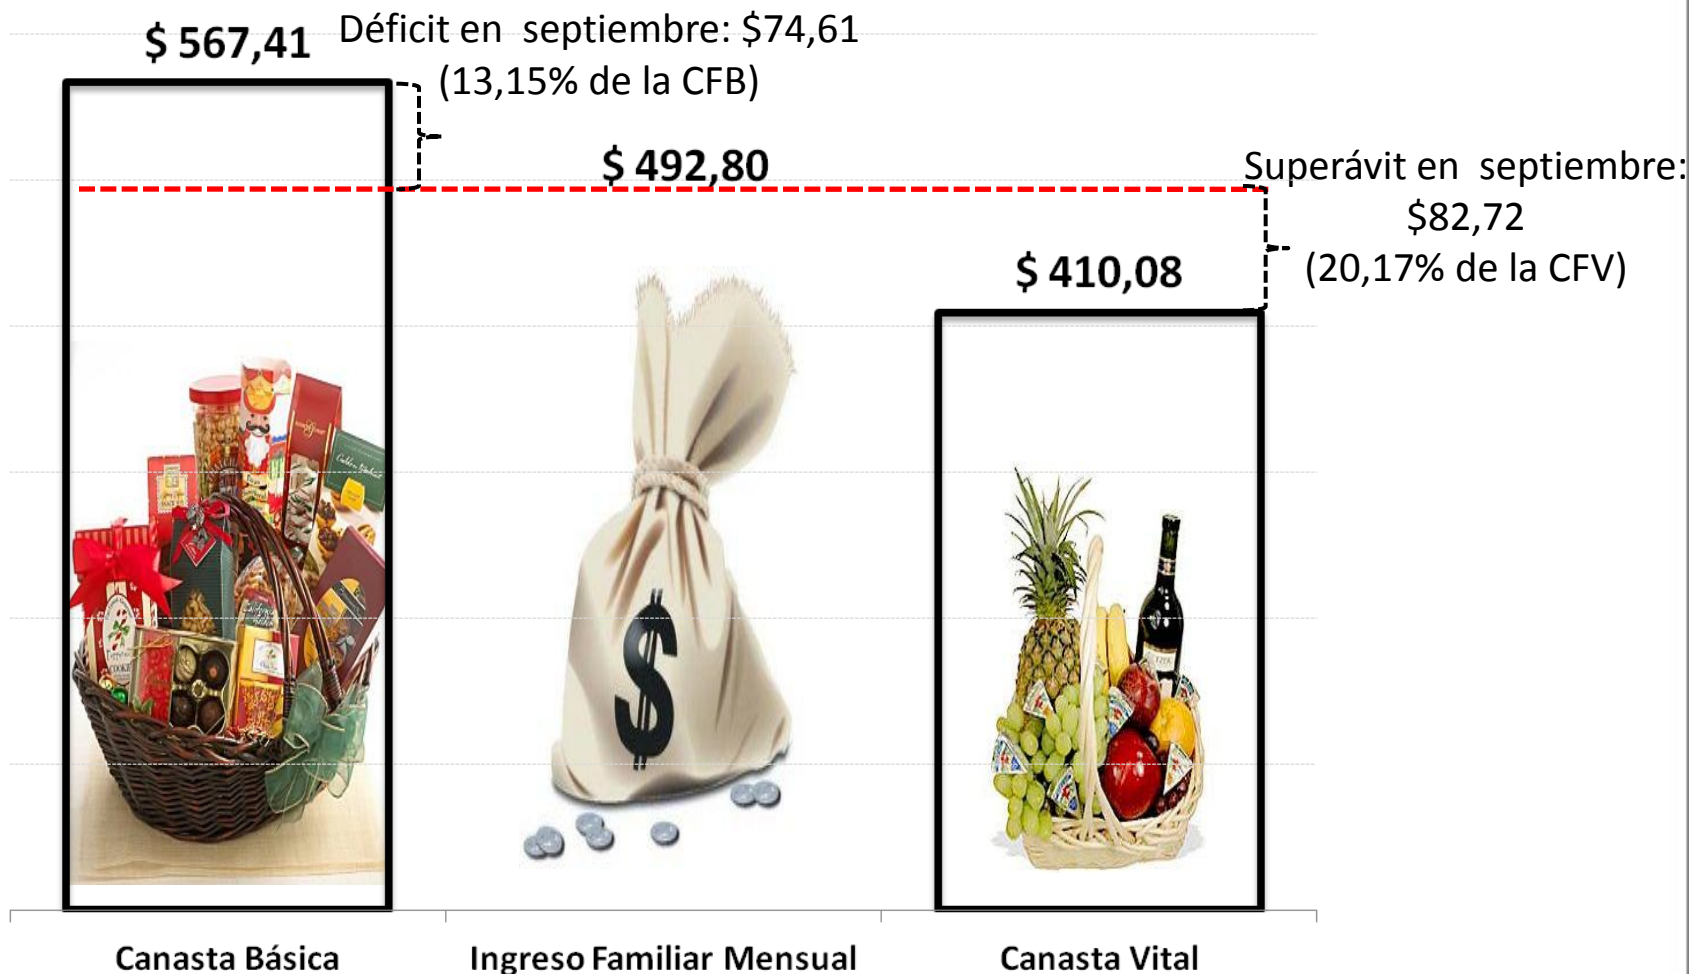 $ 567,41
Déficit en septiembre: $74,61
(13,15% de la CFB)
$ 492,80
Superávit en septiembre:
$82,72
(20,17% de la CFV)
$ 410,08
$
Canasta Básica
Ingreso Familiar Mensual
Canasta Vital